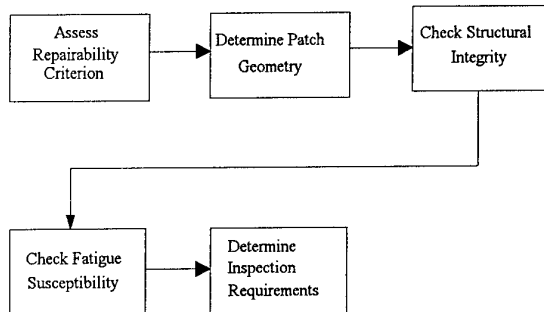 Assess
Repairability
Criterion
Determine Patch
Geometry
Check Structural
Integrity
Check Fatigue
Susceptibility
Determine
Inspection
Requirements